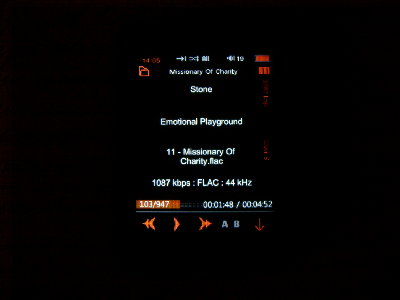 14:05 19
Missionary Of Charity
Stone
Emotional Playground
11 - Missionary Of
Charity.flac
1087 kbps : FLAC : 44 kHz
103/947 00:01:48 / 00:04:52
A B